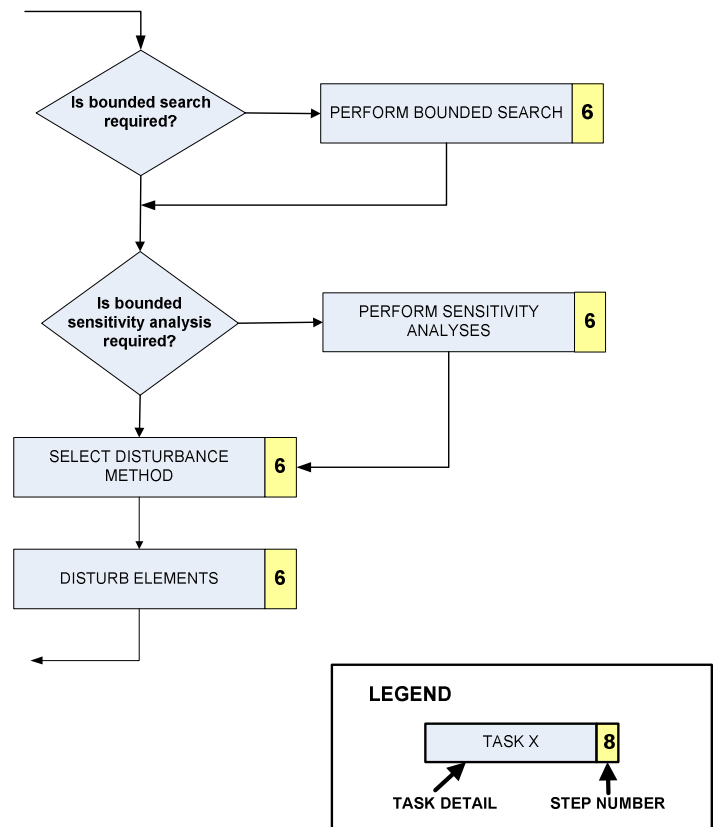 Is bounded search
required?
PERFORM BOUNDED SEARCH
6
Is bounded
sensitivity analysis
required?
PERFORM SENSITIVITY
ANALYSES
6
SELECT DISTURBANCE
METHOD
6
DISTURB ELEMENTS
6
LEGEND
TASK X
8
TASK DETAIL
STEP NUMBER